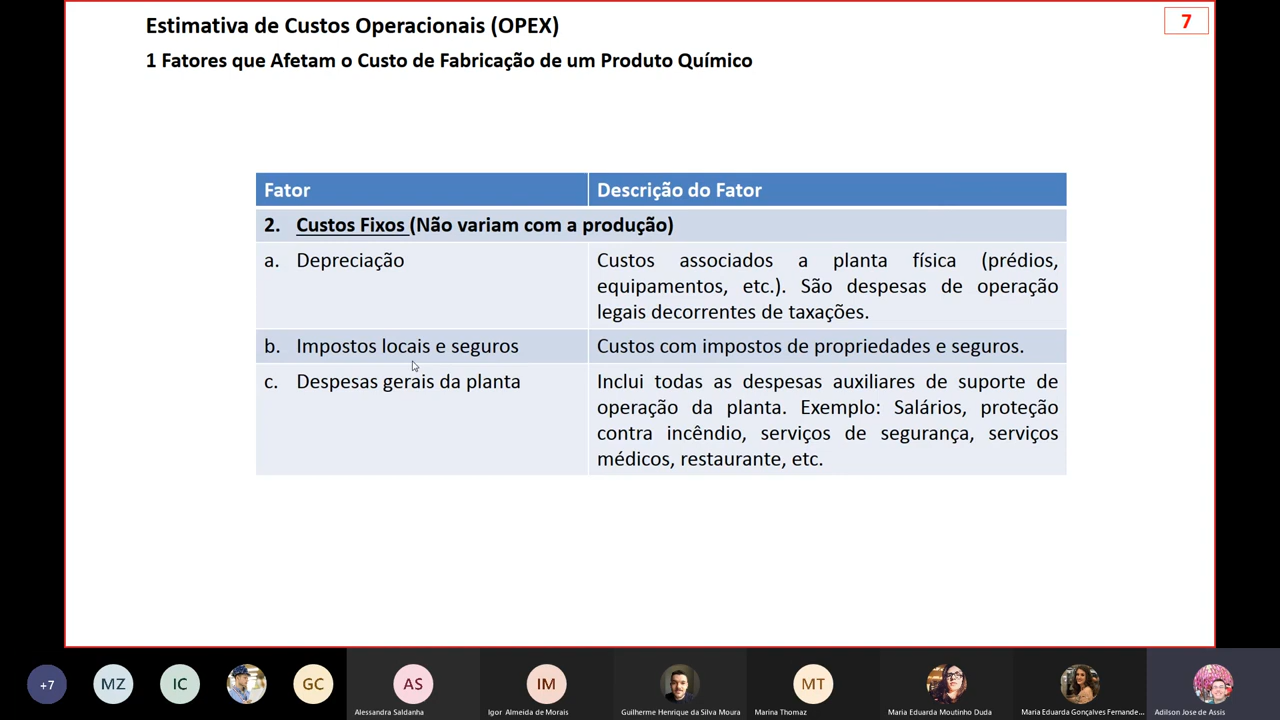 Estimativa de Custos Operacionais (OPEX)
7
1 Fatores que Afetam o Custo de Fabricação de um Produto Químico
Fator
Descrição do Fator
2. Custos Fixos (Não variam com a produção)
a. Depreciação
Custos associados a planta física (prédios,
equipamentos, etc.). São despesas de operação
legais decorrentes de taxações.
b. Impostos locais e seguros
Custos com impostos de propriedades e seguros.
c. Despesas gerais da planta
Inclui todas as despesas auxiliares de suporte de
operação da planta. Exemplo: Salários, proteção
contra incêndio, serviços de segurança, serviços
médicos, restaurante, etc.
+7
MZ
IC
GC
AS
IM
MT
Alessandra Saldanha
Igor Almeida de Morais
Guilherme Henrique da Silva Moura
Marina Thomaz
Maria Eduarda Moutinho Duda
Maria Eduarda Gonçalves Fernande...
Adilson Jose de Assis